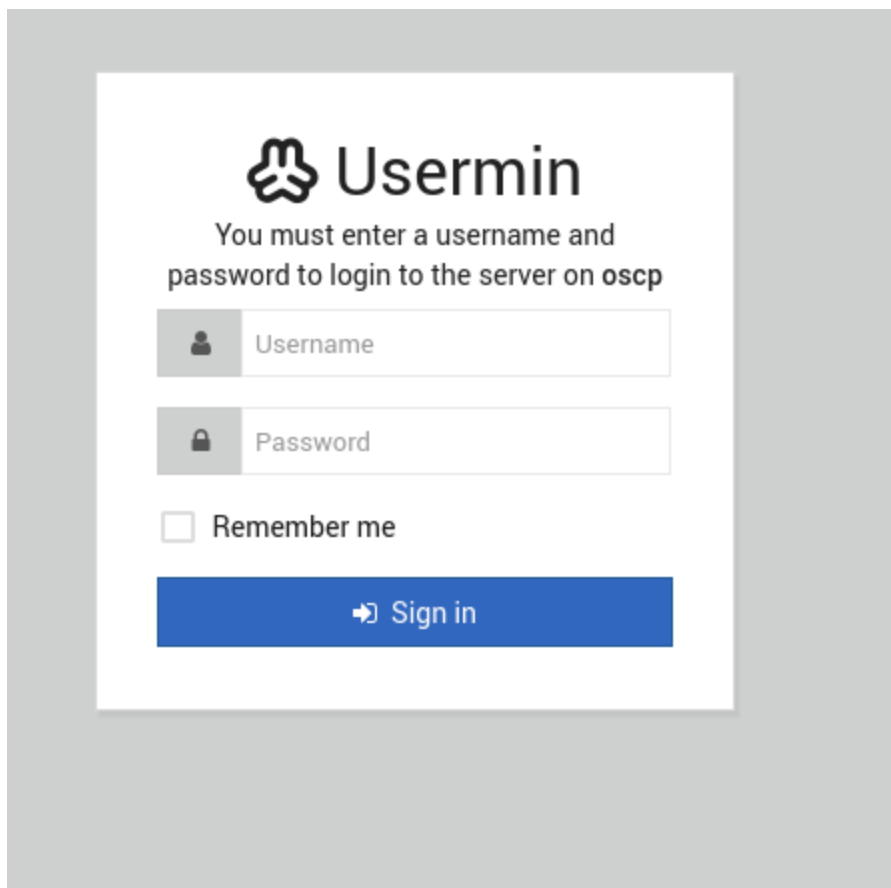 Usermin
You must enter a username and
password to login to the server on oscp
Username
Password
Remember me
Sign in